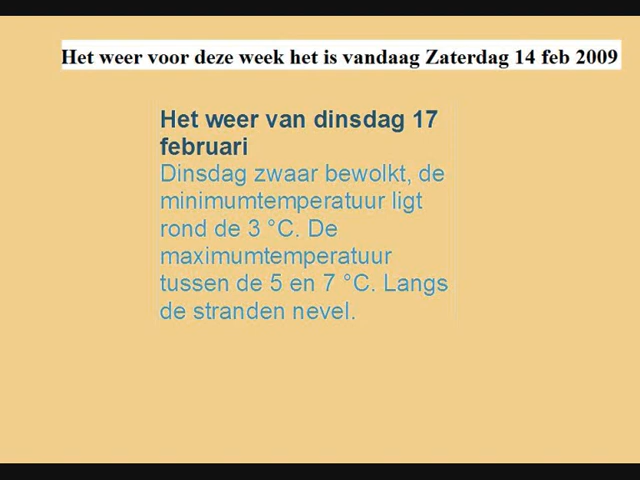 Het weer voor deze week het is vandaag Zaterdag 14 feb 2009
Het weer van dinsdag 17
februari
Dinsdag zwaar bewolkt, de
minimumtemperatuur ligt
rond de 3 °C. De
maximumtemperatuur
tussen de 5 en 7 °C. Langs
de stranden nevel.